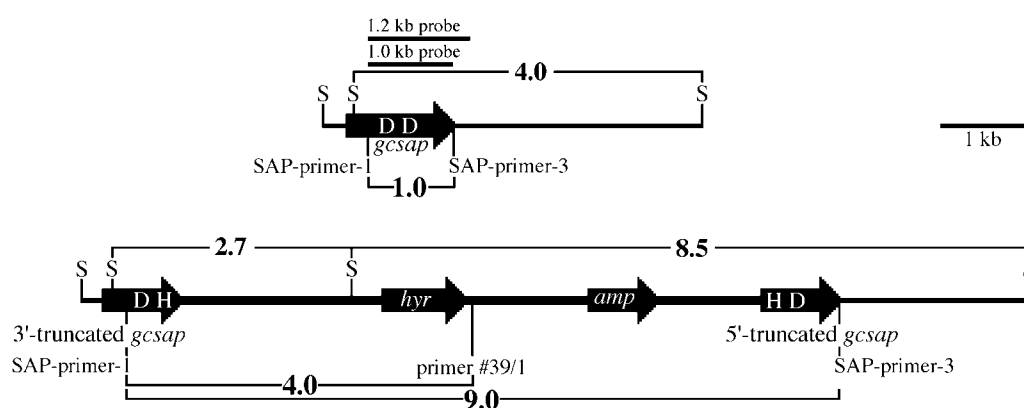 1.2 kb probe
1.0 kb probe
4.0
S S S
D D
gcsap
1 kb
SAP-primer-1 SAP-primer-3
1.0
2.7 8.5
S S S
D H hyr amp H D
3'-truncated gcsap 5'-truncated gcsap
SAP-primer-1 primer #39/1 SAP-primer-3
4.0
9.0